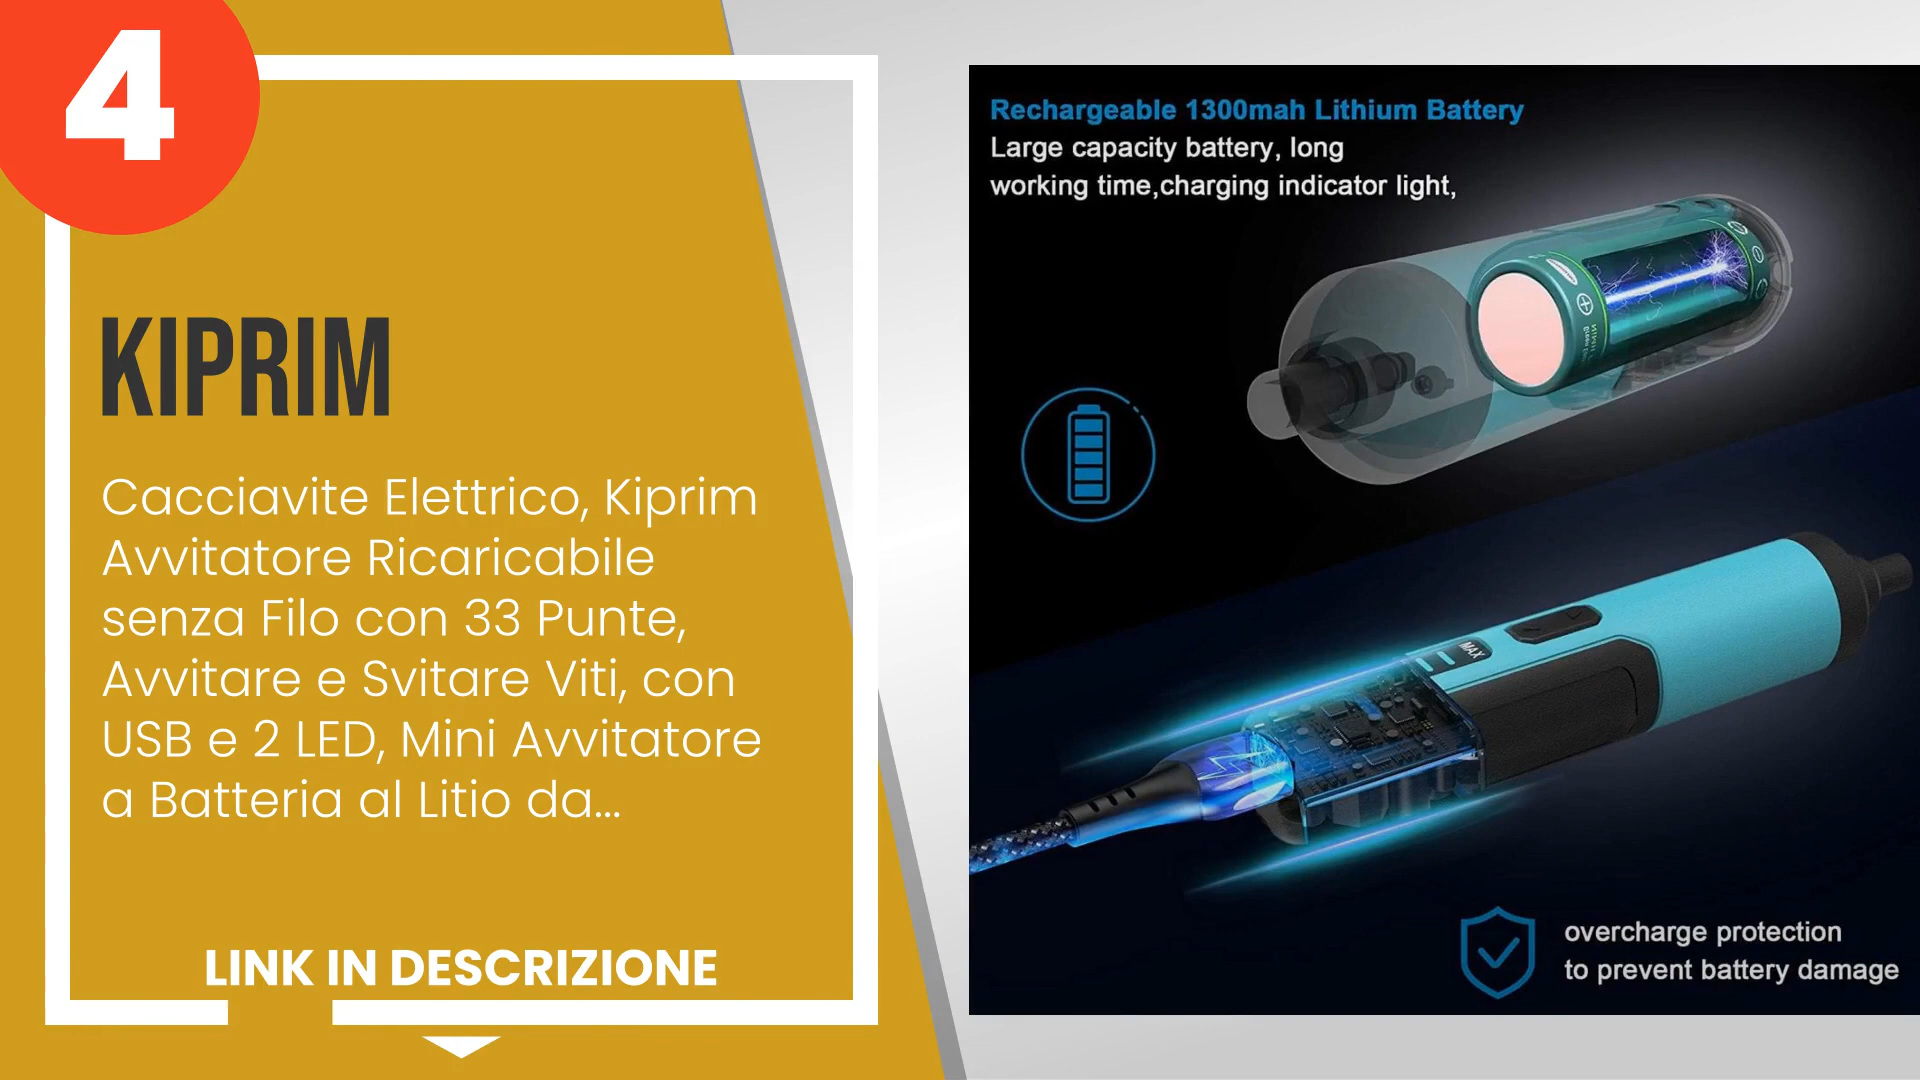 4
KIPRIM
Cacciavite Elettrico, Kiprim
Avvitatore Ricaricabile
senza Filo con 33 Punte,
Avvitare e Svitare Viti, con
USB e 2 LED, Mini Avvitatore
a Batteria al Litio da...
LINK IN DESCRIZIONE
Rechargeable 1300mah Lithium Battery
Large capacity battery, long
working time,charging indicator light,
MAX
overcharge protection
to prevent battery damage